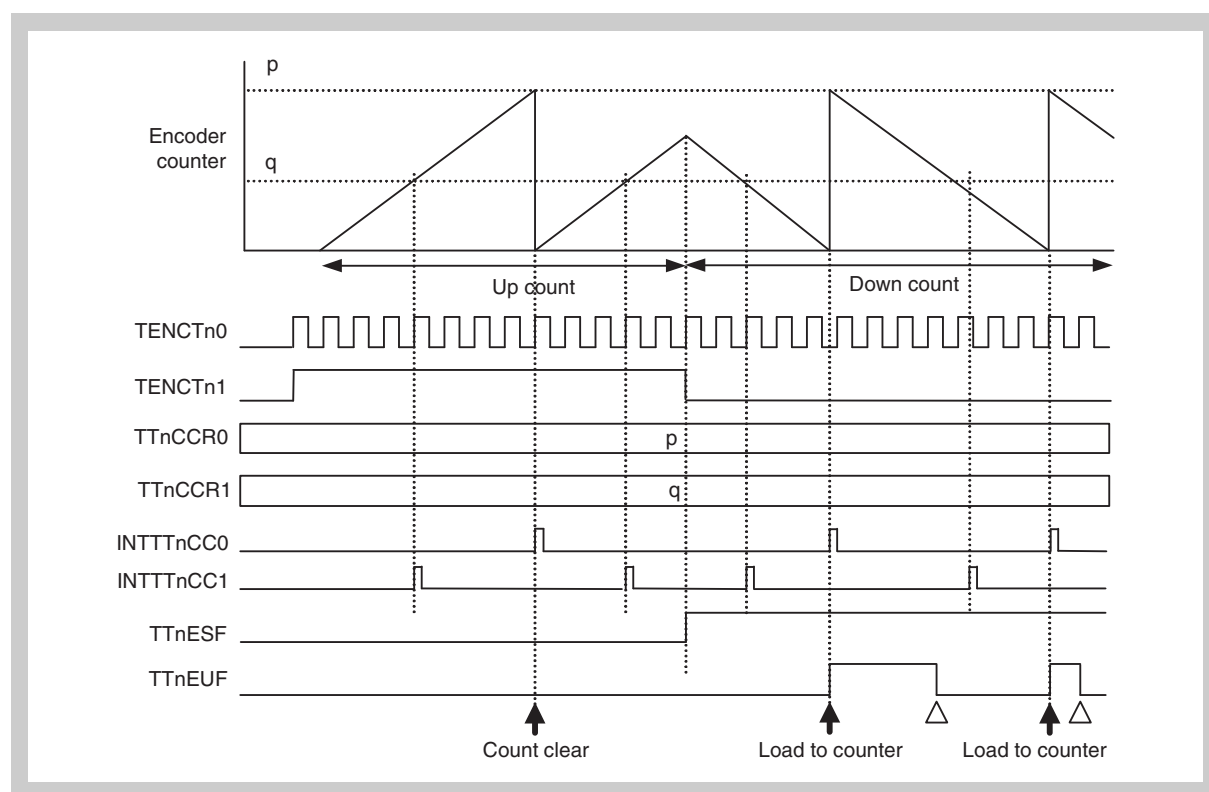 p
Encoder
counter
q
Up count
Down count
TENCTn0
TENCTn1
TTnCCR0
p
TTnCCR1
q
INTTTnCC0
INTTTnCC1
TTnESF
TTnEUF
Count clear
Load to counter
Load to counter